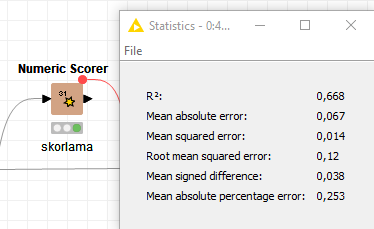 Statistics - 0:4...
File
Numeric Scorer
31
skorlama
R²: 0,668
Mean absolute error: 0,067
Mean squared error: 0,014
Root mean squared error: 0,12
Mean signed difference: 0,038
Mean absolute percentage error: 0,253